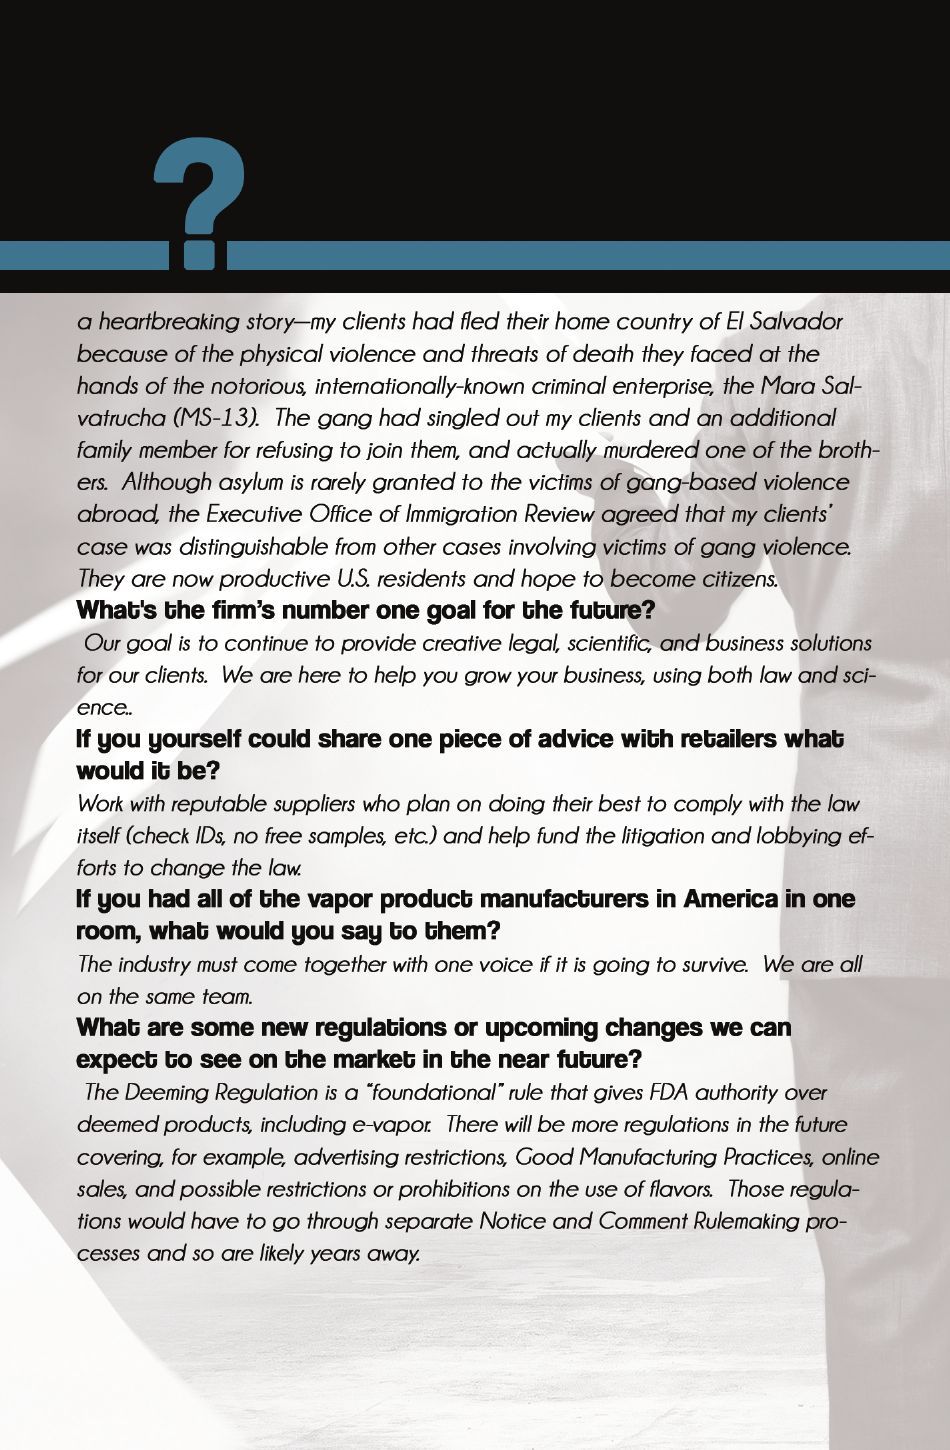 ?
a heartbreaking story—my clients had fled their home country of El Salvador
because of the physical violence and threats of death they faced at the
hands of the notorious, internationally-known criminal enterprise, the Mara Sal-
vatrucha (MS-13).  The gang had singled out my clients and an additional
family member for refusing to join them, and actually murdered one of the broth-
ers.  Although asylum is rarely granted to the victims of gang-based violence
abroad, the Executive Office of Immigration Review agreed that my clients’
case was distinguishable from other cases involving victims of gang violence.
They are now productive U.S. residents and hope to become citizens.
What's the firm’s number one goal for the future?
Our goal is to continue to provide creative legal, scientific, and business solutions
for our clients.  We are here to help you grow your business, using both law and sci-
ence..
If you yourself could share one piece of advice with retailers what
would it be?
Work with reputable suppliers who plan on doing their best to comply with the law
itself (check IDs, no free samples, etc.) and help fund the litigation and lobbying ef-
forts to change the law.
If you had all of the vapor product manufacturers in America in one
room, what would you say to them?
The industry must come together with one voice if it is going to survive.  We are all
on the same team.
What are some new regulations or upcoming changes we can
expect to see on the market in the near future?
The Deeming Regulation is a “foundational” rule that gives FDA authority over
deemed products, including e-vapor.  There will be more regulations in the future
covering, for example, advertising restrictions, Good Manufacturing Practices, online
sales, and possible restrictions or prohibitions on the use of flavors.  Those regula-
tions would have to go through separate Notice and Comment Rulemaking pro-
cesses and so are likely years away.